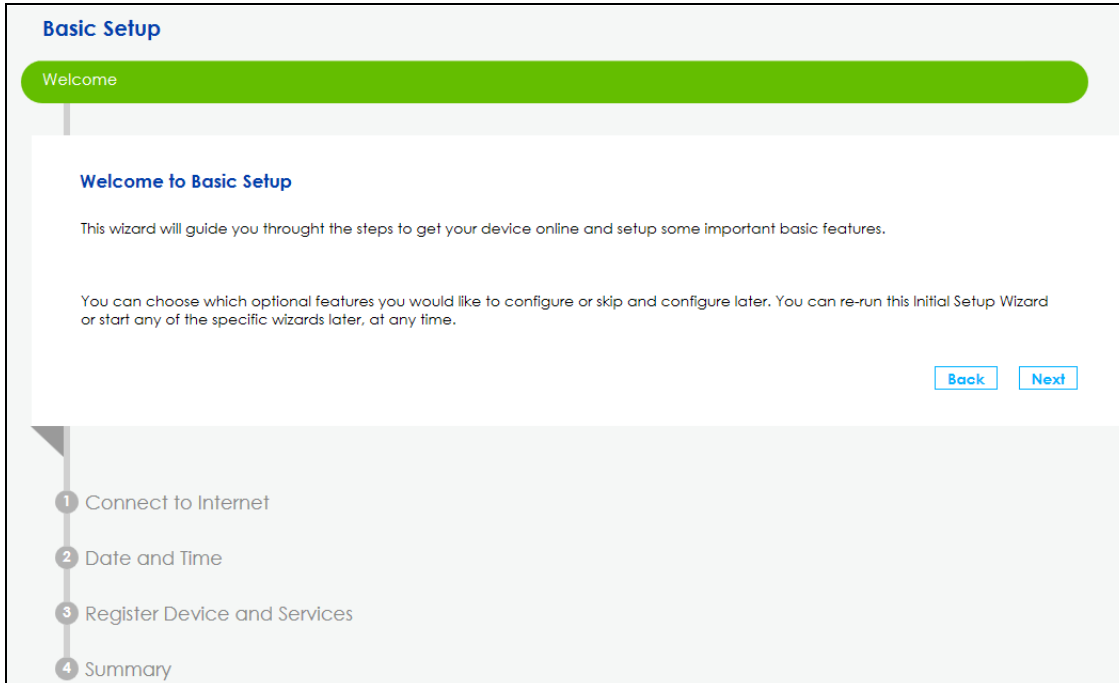 Basic Setup
Welcome
Welcome to Basic Setup
This wizard will guide you throught the steps to get your device online and setup some important basic features.
You can choose which optional features you would like to configure or skip and configure later. You can re-run this Initial Setup Wizard
or start any of the specific wizards later, at any time.
Back Next
1 Connect to Internet
2 Date and Time
3 Register Device and Services
4 Summary